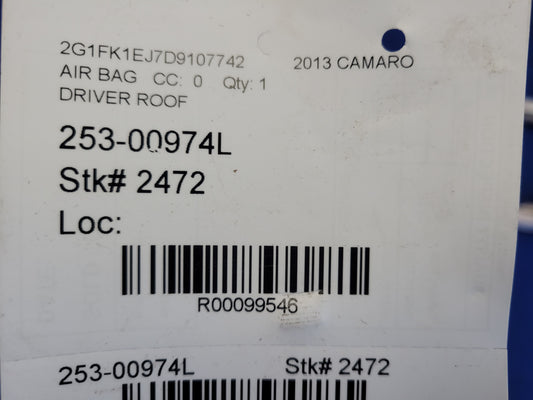 2G1FK1EJ7D9107742 2013 CAMARO
AIR BAG CC: 0 Qty: 1
DRIVER ROOF
253-00974L
Stk# 2472
Loc:
R00099546
253-00974L Stk# 2472